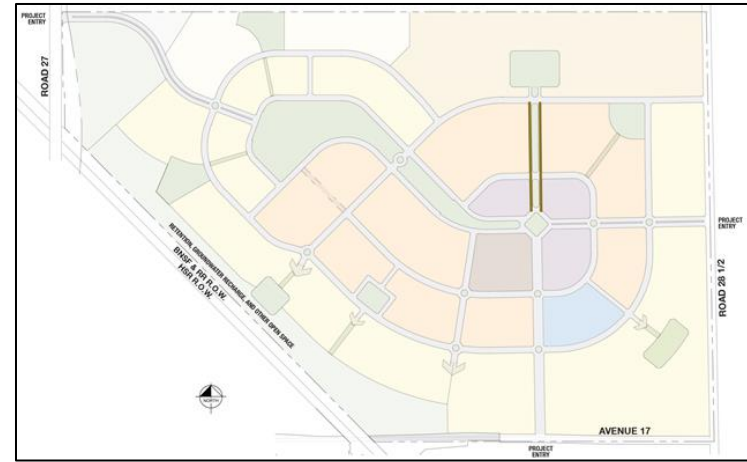 PROJECT
ENTRY
ROAD 27
RETENTION, GROUNDWATER RECHARGE, AND OTHER OPEN SPACE
BNSF & RR R.O.W.
HSR R.O.W.
PROJECT
ENTRY
ROAD 28 1/2
NORTH
AVENUE 17
PROJECT
ENTRY